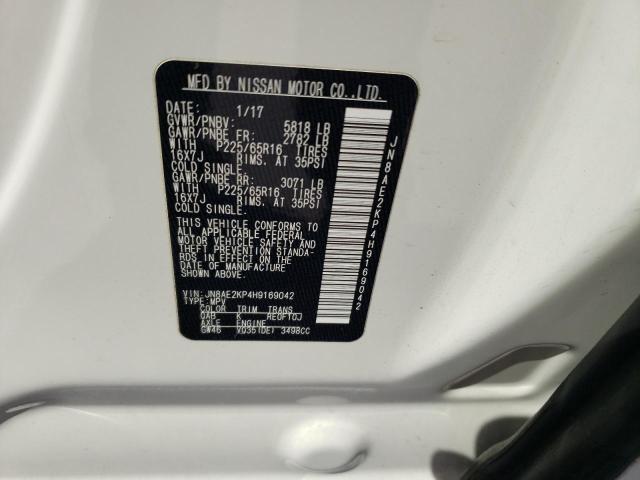 MFD BY NISSAN MOTOR CO.,LTD.
DATE: 1/17
GVWR/PNBV: 5818 LB
GAWR/PNBE FR: 2782 LB
WITH P225/65R16 TIRES
16X7J RIMS. AT 35PSI
COLD SINGLE.
GAWR/PNBE RR: 3071 LB
WITH P225/65R16 TIRES
16X7J RIMS. AT 35PSI
COLD SINGLE.
THIS VEHICLE CONFORMS TO
ALL APPLICABLE FEDERAL
MOTOR VEHICLE SAFETY AND
THEFT PREVENTION STANDA-
RDS IN EFFECT ON THE
DATE OF MANUFACTURE
SHOWN ABOVE.
VIN: JN8AE2KP4H9169042
TYPE: MPV
COLOR TRIM TRANS
QAB K RE0F10J
AXLE ENGINE
GW46 VQ35(DE) 3498CC
JN8AE2KP4H9169042